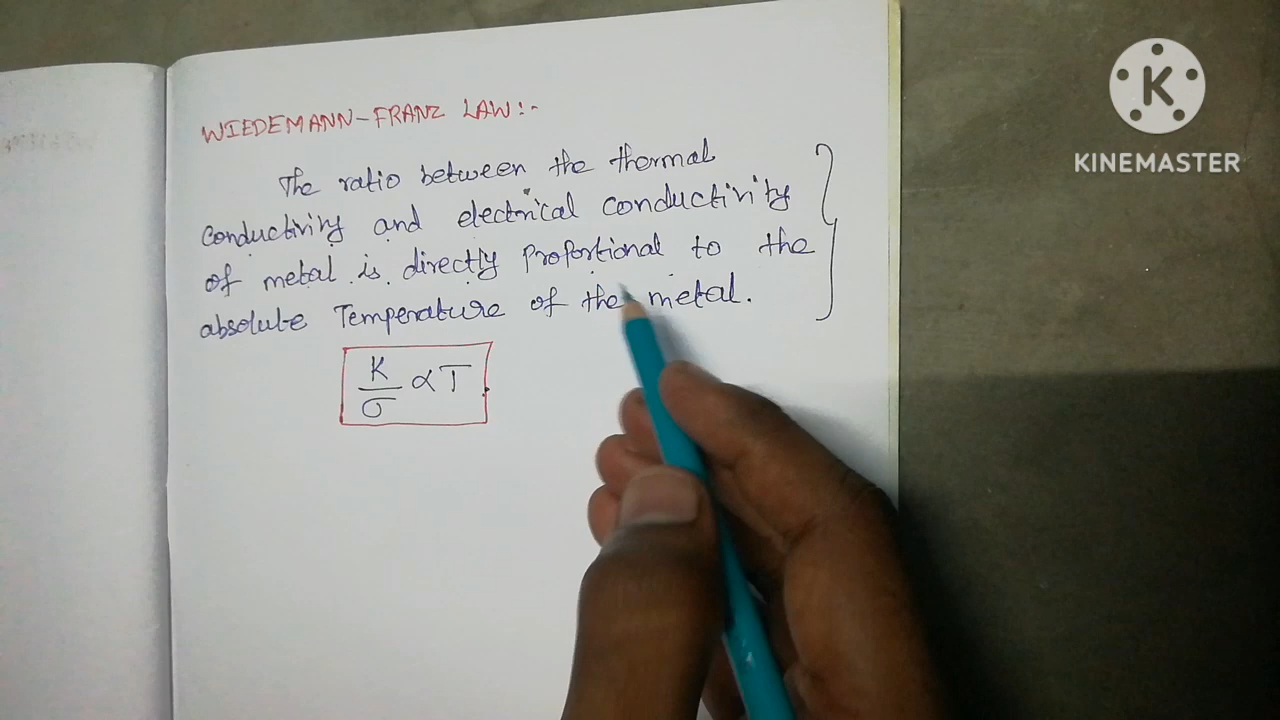 WIEDEMANN-FRANZ LAW:-
The ratio between the thermal
conductivity and electrical conductivity
of metal is directly proportional to the
absolute Temperature of the metal.
K/σ ∝ T
K
KINEMASTER